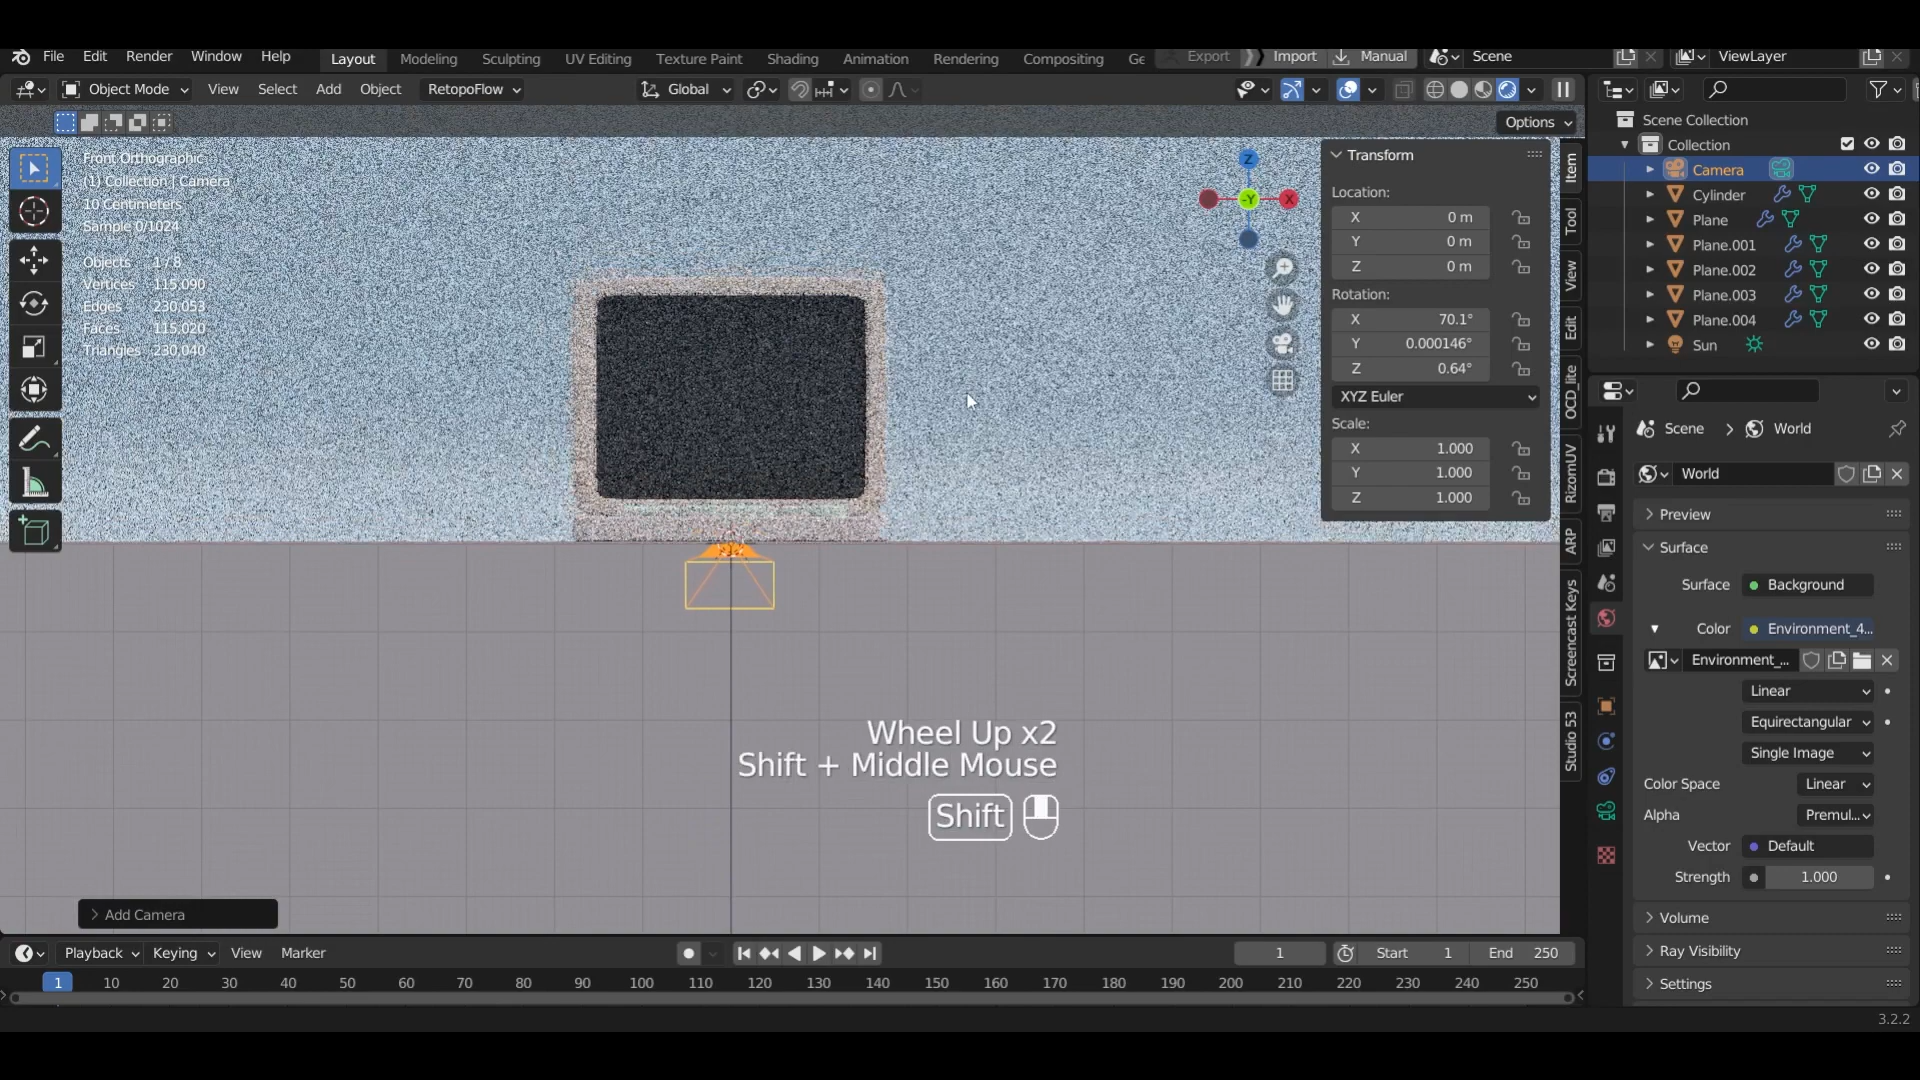 File Edit Render Window Help Layout Modeling Sculpting UV Editing Texture Paint Shading Animation Rendering Compositing Ge Export Import Manual Scene ViewLayer
Object Mode View Select Add Object RetopoFlow Global
Options
Front Orthographic
(1) Collection | Camera
10 Centimeters
Sample 0/1024
Objects 1 / 8
Vertices 115,090
Edges 230,053
Faces 115,020
Triangles 230,040
Z
-Y
X
Transform
Location:
X 0 m
Y 0 m
Z 0 m
Rotation:
X 70.1°
Y 0.000146°
Z 0.64°
XYZ Euler
Scale:
X 1.000
Y 1.000
Z 1.000
Item
Tool
View
Edit
OCD_lite
RizomUV
ARP
Screencast Keys
Studio 53
Scene Collection
Collection
Camera
Cylinder
Plane
Plane.001
Plane.002
Plane.003
Plane.004
Sun
Scene > World
World
Preview
Surface
Surface Background
Color Environment_4...
Environment_...
Linear
Equirectangular
Single Image
Color Space Linear
Alpha Premul...
Vector Default
Strength 1.000
Volume
Ray Visibility
Settings
Wheel Up x2
Shift + Middle Mouse
Shift
Add Camera
Playback Keying View Marker 1 Start 1 End 250
1 10 20 30 40 50 60 70 80 90 100 110 120 130 140 150 160 170 180 190 200 210 220 230 240 250
3.2.2